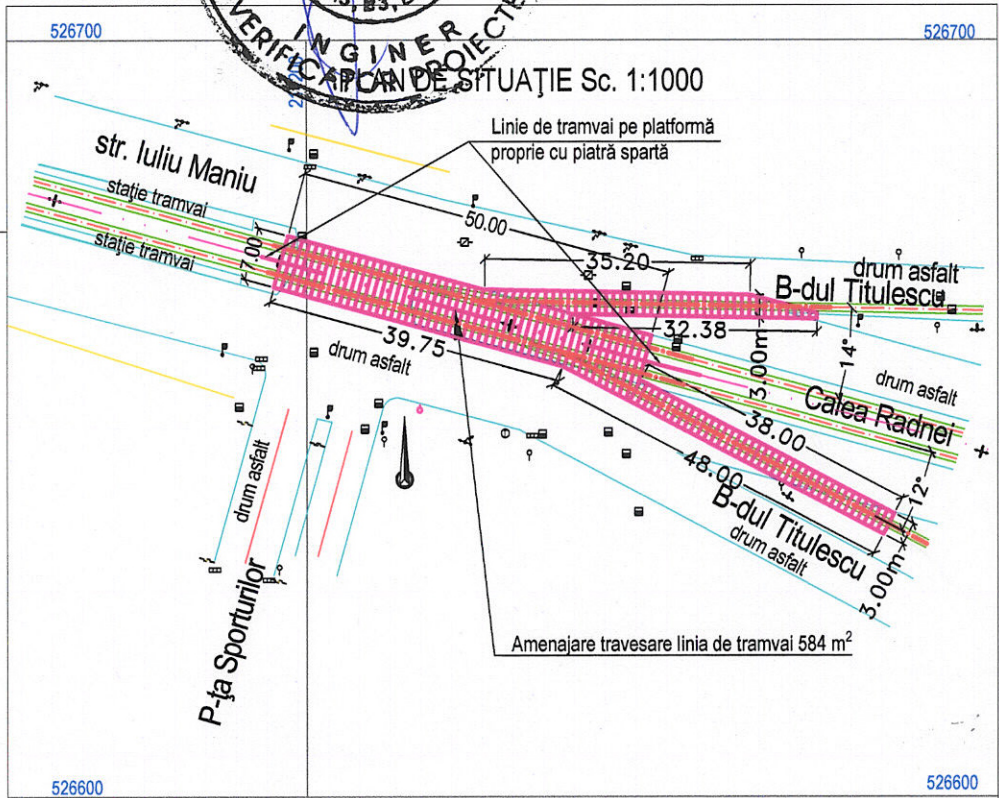 INGINER
VERIFICATOR PROIECTE
526700
526700
PLAN DE SITUAŢIE Sc. 1:1000
Linie de tramvai pe platformă
proprie cu piatră spartă
str. Iuliu Maniu
staţie tramvai
staţie tramvai
7.00
50.00
35.20
drum asfalt
B-dul Titulescu
32.38
39.75
drum asfalt
3.00m
14°
drum asfalt
Calea Radnei
38.00
48.00
12°
B-dul Titulescu
drum asfalt
3.00m
drum asfalt
P-ţa Sporturilor
Amenajare travesare linia de tramvai 584 m²
526600
526600